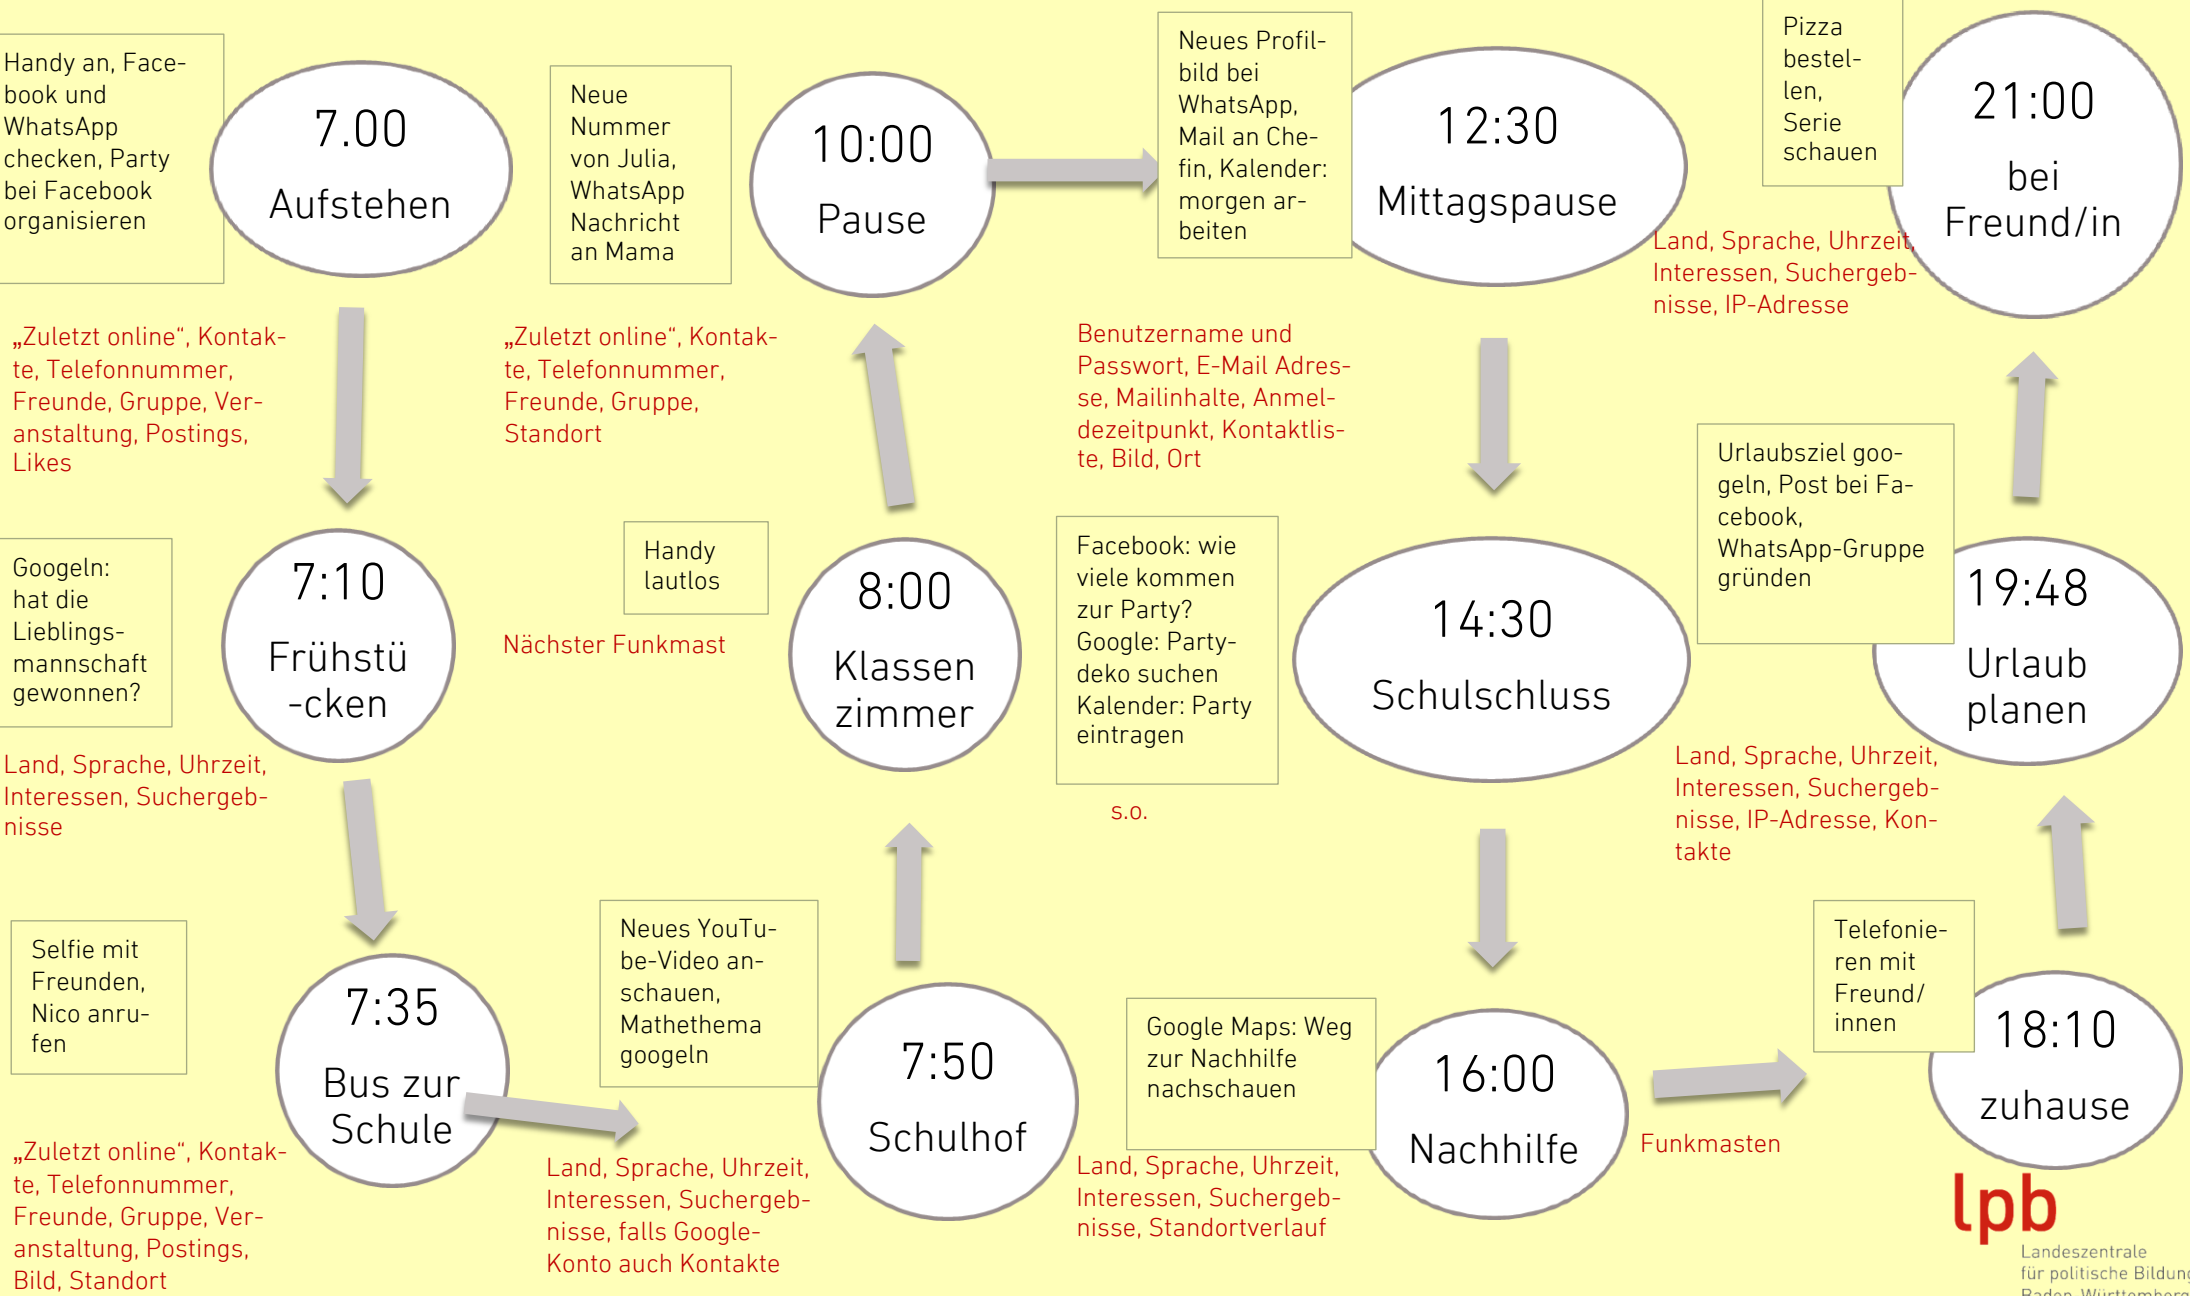 Handy an, Face-
book und
WhatsApp
checken, Party
bei Facebook
organisieren
7.00
Aufstehen
„Zuletzt online“, Kontak-
te, Telefonnummer,
Freunde, Gruppe, Ver-
anstaltung, Postings,
Likes
Googeln:
hat die
Lieblings-
mannschaft
gewonnen?
7:10
Frühstü
-cken
Land, Sprache, Uhrzeit,
Interessen, Suchergeb-
nisse
Selfie mit
Freunden,
Nico anru-
fen
7:35
Bus zur
Schule
„Zuletzt online“, Kontak-
te, Telefonnummer,
Freunde, Gruppe, Ver-
anstaltung, Postings,
Bild, Standort
Neues YouTu-
be-Video an-
schauen,
Mathethema
googeln
7:50
Schulhof
Land, Sprache, Uhrzeit,
Interessen, Suchergeb-
nisse, falls Google-
Konto auch Kontakte
Handy
lautlos
8:00
Klassen
zimmer
Nächster Funkmast
Neue
Nummer
von Julia,
WhatsApp
Nachricht
an Mama
10:00
Pause
„Zuletzt online“, Kontak-
te, Telefonnummer,
Freunde, Gruppe,
Standort
Neues Profil-
bild bei
WhatsApp,
Mail an Che-
fin, Kalender:
morgen ar-
beiten
12:30
Mittagspause
Benutzername und
Passwort, E-Mail Adres-
se, Mailinhalte, Anmel-
dezeitpunkt, Kontaktlis-
te, Bild, Ort
Facebook: wie
viele kommen
zur Party?
Google: Party-
deko suchen
Kalender: Party
eintragen
14:30
Schulschluss
s.o.
Google Maps: Weg
zur Nachhilfe
nachschauen
16:00
Nachhilfe
Land, Sprache, Uhrzeit,
Interessen, Suchergeb-
nisse, Standortverlauf
Telefonie-
ren mit
Freund/
innen
18:10
zuhause
Funkmasten
Urlaubsziel goo-
geln, Post bei Fa-
cebook,
WhatsApp-Gruppe
gründen
19:48
Urlaub
planen
Land, Sprache, Uhrzeit,
Interessen, Suchergeb-
nisse, IP-Adresse, Kon-
takte
Pizza
bestel-
len,
Serie
schauen
21:00
bei
Freund/in
Land, Sprache, Uhrzeit,
Interessen, Suchergeb-
nisse, IP-Adresse
lpb
Landeszentrale
für politische Bildung
Baden-Württemberg